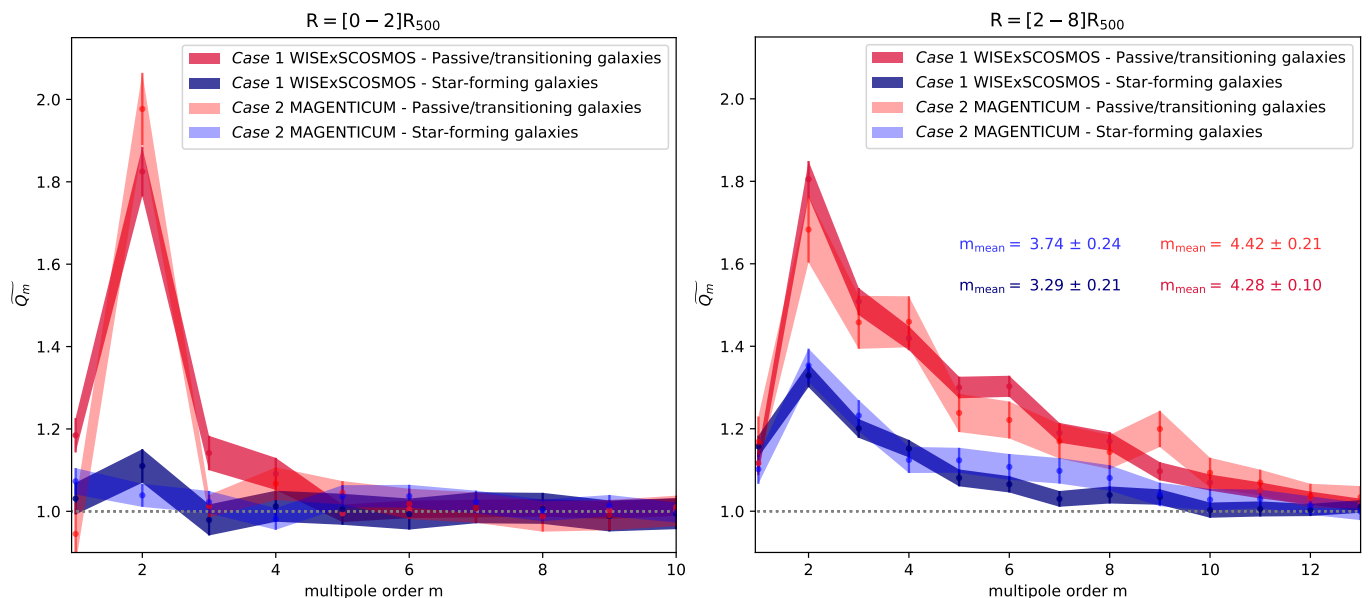 R = [0 − 2]R500
Case 1 WISExSCOSMOS - Passive/transitioning galaxies
Case 1 WISExSCOSMOS - Star-forming galaxies
Case 2 MAGENTICUM - Passive/transitioning galaxies
Case 2 MAGENTICUM - Star-forming galaxies
2.0
1.8
1.6
1.4
1.2
1.0
Q̃m
2 4 6 8 10
multipole order m
R = [2 − 8]R500
Case 1 WISExSCOSMOS - Passive/transitioning galaxies
Case 1 WISExSCOSMOS - Star-forming galaxies
Case 2 MAGENTICUM - Passive/transitioning galaxies
Case 2 MAGENTICUM - Star-forming galaxies
mmean = 3.74 ± 0.24 mmean = 4.42 ± 0.21
mmean = 3.29 ± 0.21 mmean = 4.28 ± 0.10
2.0
1.8
1.6
1.4
1.2
1.0
Q̃m
2 4 6 8 10 12
multipole order m